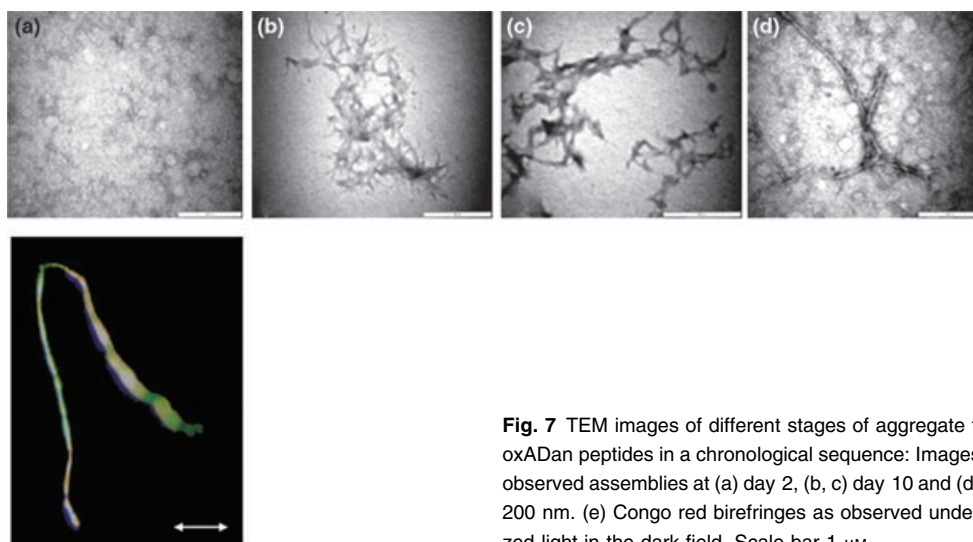 (a)
(b)
(c)
(d)
Fig. 7 TEM images of different stages of aggregate
oxADan peptides in a chronological sequence: Images
observed assemblies at (a) day 2, (b, c) day 10 and (d)
200 nm. (e) Congo red birefringes as observed under
zed light in the dark field. Scale bar 1 μM.